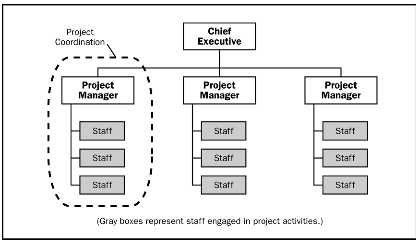 Project
Coordination
Chief
Executive
Project
Manager
Project
Manager
Project
Manager
Staff
Staff
Staff
Staff
Staff
Staff
Staff
Staff
Staff
(Gray boxes represent staff engaged in project activities.)